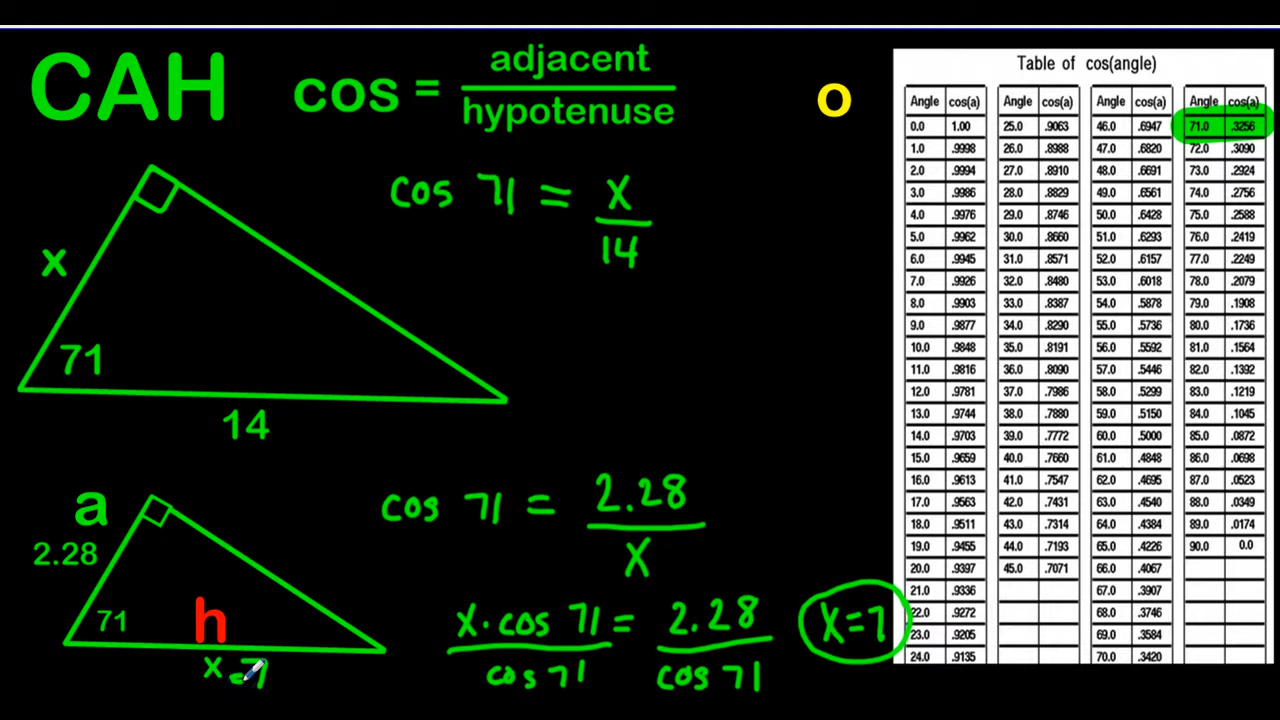 CAH
cos = adjacent / hypotenuse
o
x
71
14
cos 71 = x / 14
a
2.28
71
h
x = 7
cos 71 = 2.28 / x
x · cos 71 / cos 71 = 2.28 / cos 71
x = 7
Table of cos(angle)
Angle cos(a) Angle cos(a) Angle cos(a) Angle cos(a)
0.0 1.00 25.0 .9063 46.0 .6947 71.0 .3256
1.0 .9998 26.0 .8988 47.0 .6820 72.0 .3090
2.0 .9994 27.0 .8910 48.0 .6691 73.0 .2924
3.0 .9986 28.0 .8829 49.0 .6561 74.0 .2756
4.0 .9976 29.0 .8746 50.0 .6428 75.0 .2588
5.0 .9962 30.0 .8660 51.0 .6293 76.0 .2419
6.0 .9945 31.0 .8571 52.0 .6157 77.0 .2249
7.0 .9926 32.0 .8480 53.0 .6018 78.0 .2079
8.0 .9903 33.0 .8387 54.0 .5878 79.0 .1908
9.0 .9877 34.0 .8290 55.0 .5736 80.0 .1736
10.0 .9848 35.0 .8191 56.0 .5592 81.0 .1564
11.0 .9816 36.0 .8090 57.0 .5446 82.0 .1392
12.0 .9781 37.0 .7986 58.0 .5299 83.0 .1219
13.0 .9744 38.0 .7880 59.0 .5150 84.0 .1045
14.0 .9703 39.0 .7772 60.0 .5000 85.0 .0872
15.0 .9659 40.0 .7660 61.0 .4848 86.0 .0698
16.0 .9613 41.0 .7547 62.0 .4695 87.0 .0523
17.0 .9563 42.0 .7431 63.0 .4540 88.0 .0349
18.0 .9511 43.0 .7314 64.0 .4384 89.0 .0174
19.0 .9455 44.0 .7193 65.0 .4226 90.0 0.0
20.0 .9397 45.0 .7071 66.0 .4067
21.0 .9336 67.0 .3907
22.0 .9272 68.0 .3746
23.0 .9205 69.0 .3584
24.0 .9135 70.0 .3420